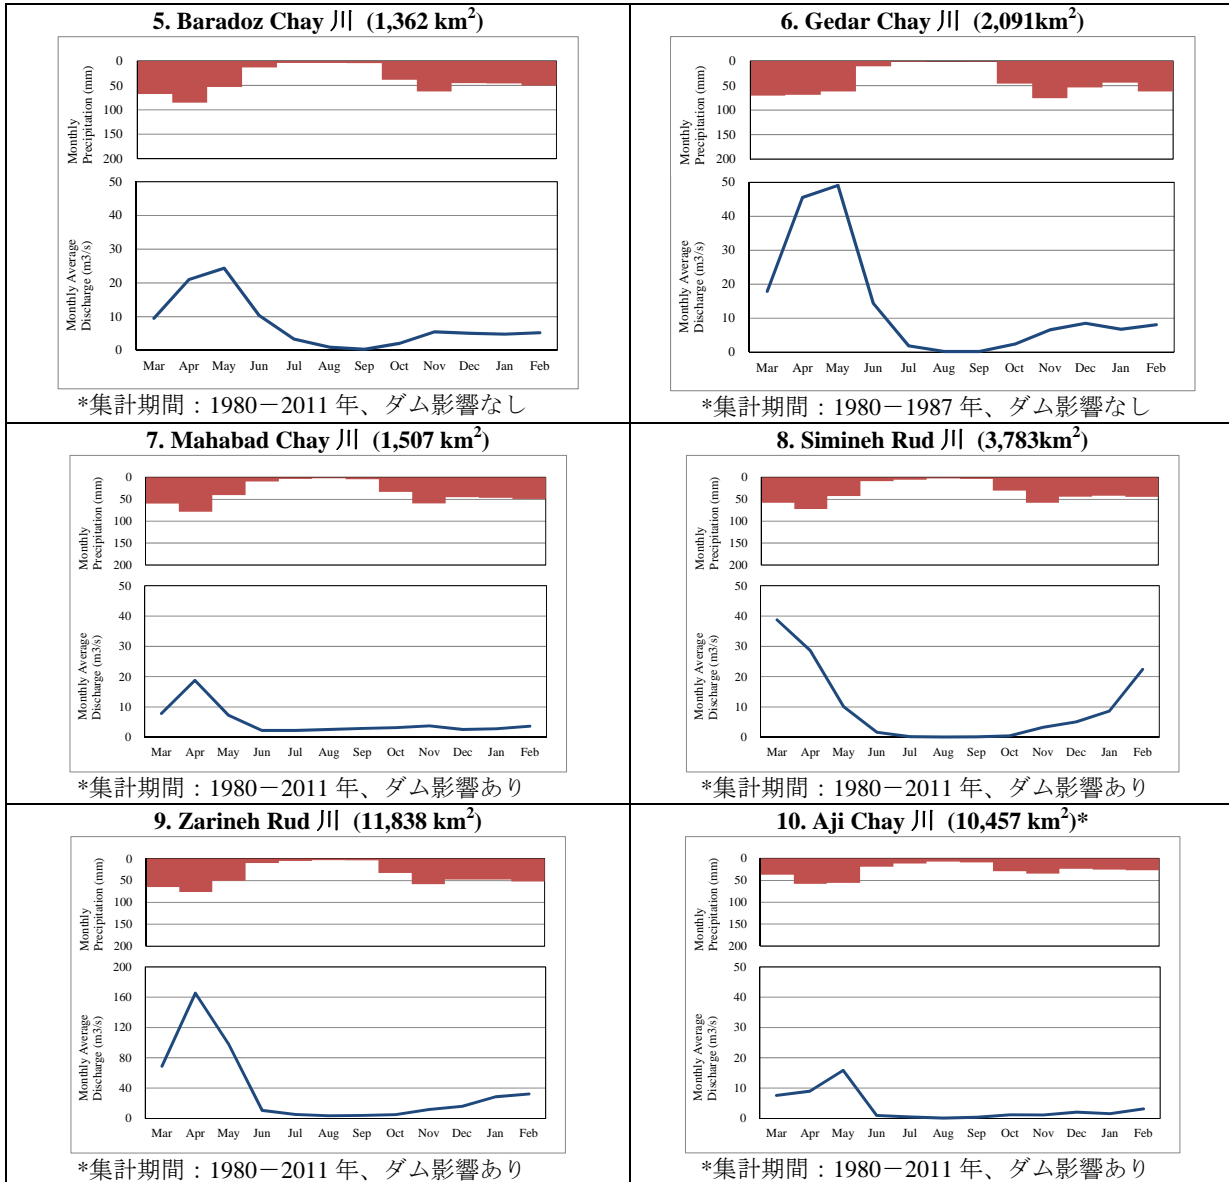 5. Baradoz Chay 川 (1,362 km²)
Monthly
Precipitation (mm)
0
50
100
150
200
Monthly Average
Discharge (m3/s)
50
40
30
20
10
0
Mar Apr May Jun Jul Aug Sep Oct Nov Dec Jan Feb
*集計期間：1980－2011 年、ダム影響なし
6. Gedar Chay 川 (2,091km²)
Monthly
Precipitation (mm)
0
50
100
150
200
Monthly Average
Discharge (m3/s)
50
40
30
20
10
0
Mar Apr May Jun Jul Aug Sep Oct Nov Dec Jan Feb
*集計期間：1980－1987 年、ダム影響なし
7. Mahabad Chay 川 (1,507 km²)
Monthly
Precipitation (mm)
0
50
100
150
200
Monthly Average
Discharge (m3/s)
50
40
30
20
10
0
Mar Apr May Jun Jul Aug Sep Oct Nov Dec Jan Feb
*集計期間：1980－2011 年、ダム影響あり
8. Simineh Rud 川 (3,783km²)
Monthly
Precipitation (mm)
0
50
100
150
200
Monthly Average
Discharge (m3/s)
50
40
30
20
10
0
Mar Apr May Jun Jul Aug Sep Oct Nov Dec Jan Feb
*集計期間：1980－2011 年、ダム影響あり
9. Zarineh Rud 川 (11,838 km²)
Monthly
Precipitation (mm)
0
50
100
150
200
Monthly Average
Discharge (m3/s)
200
160
120
80
40
0
Mar Apr May Jun Jul Aug Sep Oct Nov Dec Jan Feb
*集計期間：1980－2011 年、ダム影響あり
10. Aji Chay 川 (10,457 km²)*
Monthly
Precipitation (mm)
0
50
100
150
200
Monthly Average
Discharge (m3/s)
50
40
30
20
10
0
Mar Apr May Jun Jul Aug Sep Oct Nov Dec Jan Feb
*集計期間：1980－2011 年、ダム影響あり